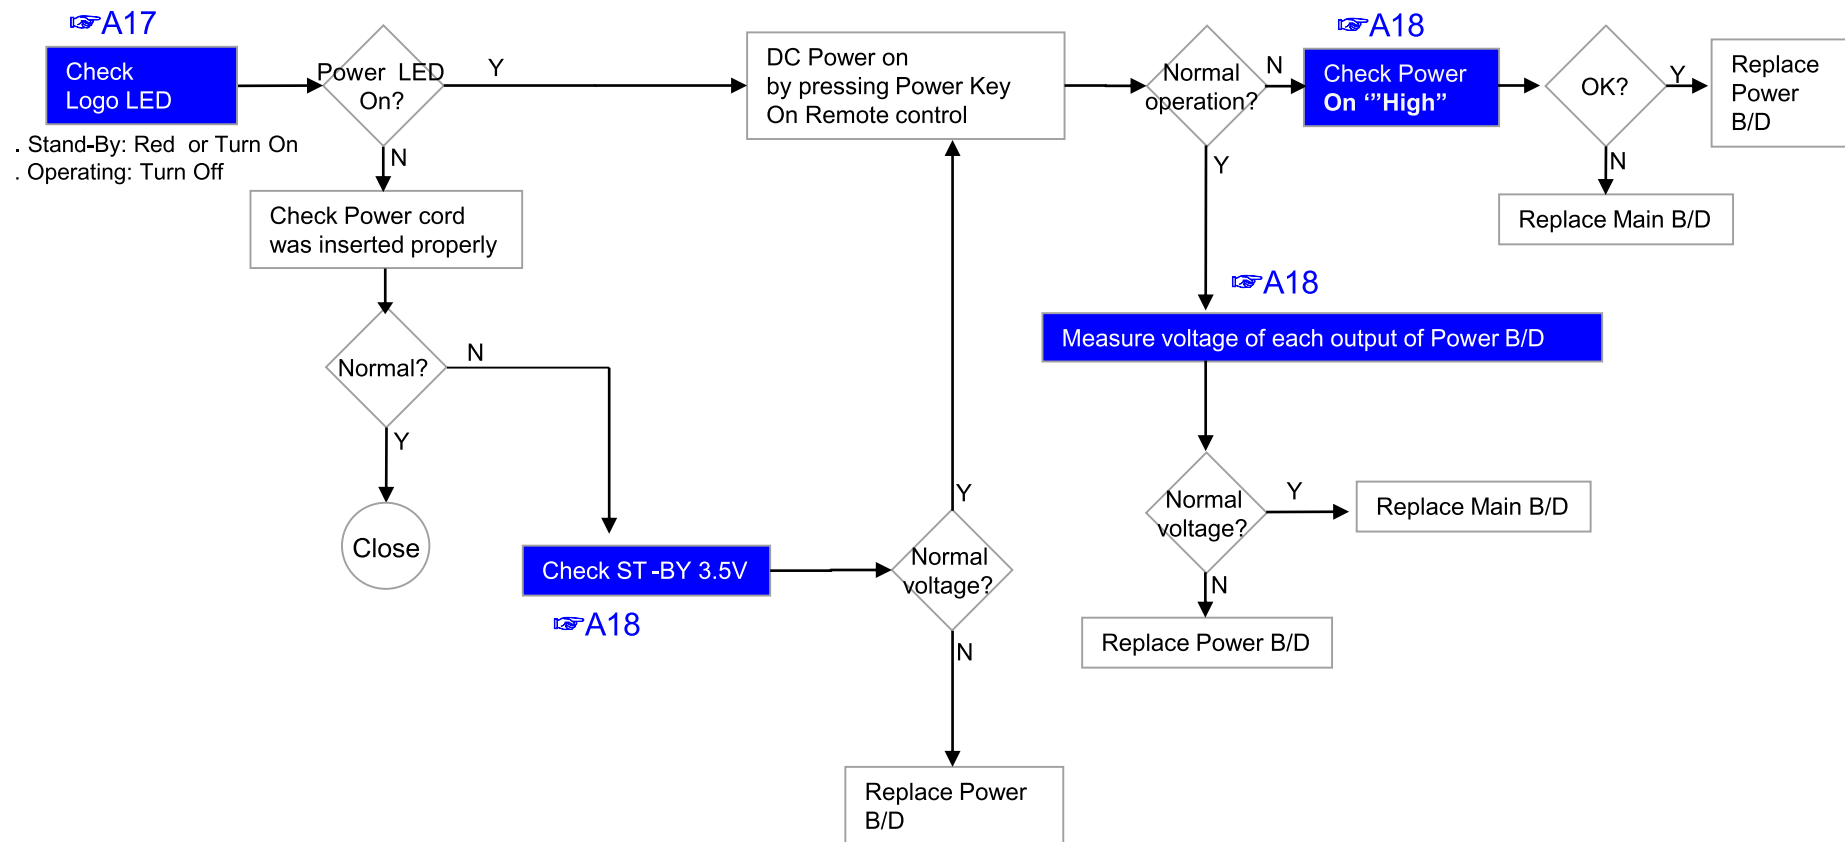 ☞A17
Check
Logo LED
. Stand-By: Red or Turn On
. Operating: Turn Off
Power LED
On?
Y
N
Check Power cord
was inserted properly
Normal?
N
Y
Close
Check ST -BY 3.5V
☞A18
Normal
voltage?
Y
N
Replace Power
B/D
DC Power on
by pressing Power Key
On Remote control
Normal
operation?
N
Y
☞A18
Check Power
On ‘”High”
OK?
Y
N
Replace
Power
B/D
Replace Main B/D
☞A18
Measure voltage of each output of Power B/D
Normal
voltage?
Y
N
Replace Main B/D
Replace Power B/D